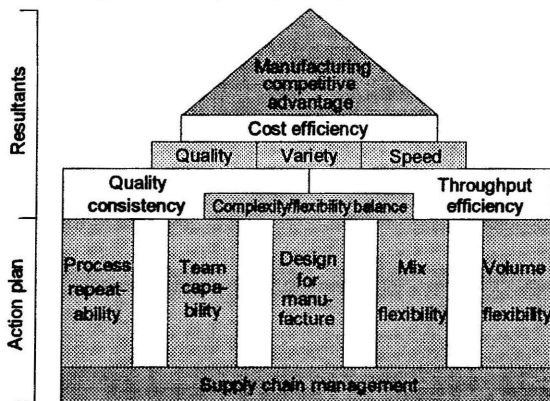 Resultants
Manufacturing
competitive
advantage
Cost efficiency
Quality
Variety
Speed
Quality
consistency
Throughput
efficiency
Complexity/flexibility balance
Action plan
Process
repeat-
ability
Team
capa-
bility
Design
for
manu-
facture
Mix
flexibility
Volume
flexibility
Supply chain management